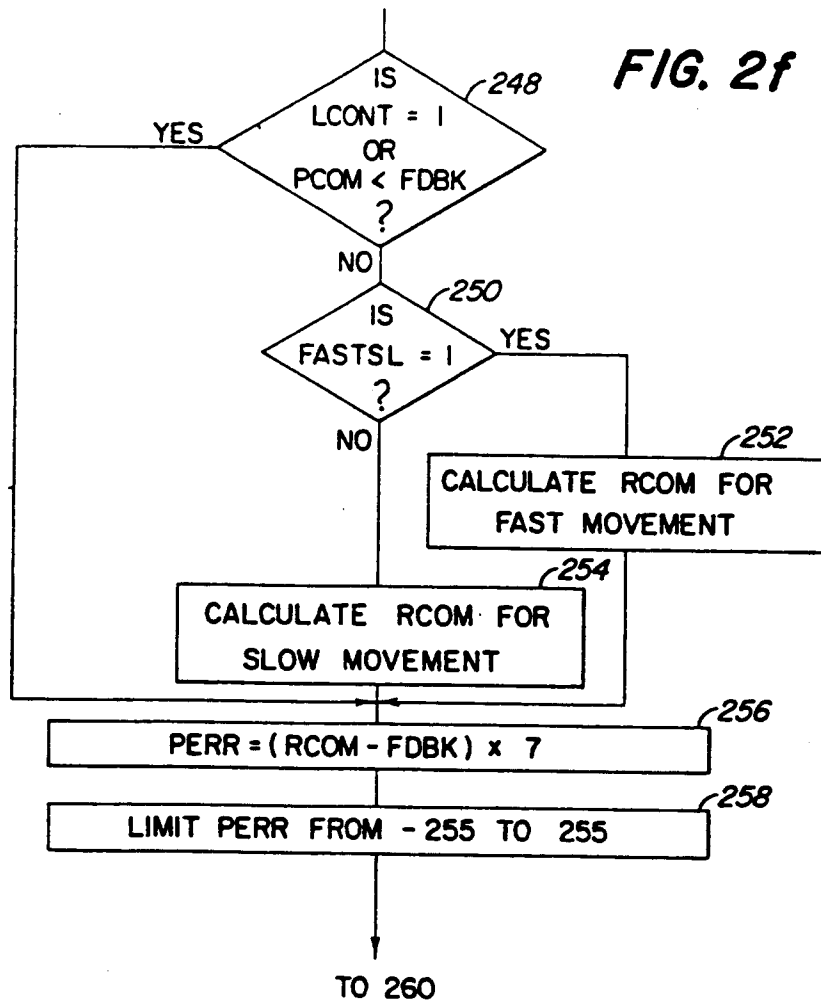 FIG. 2f
IS
LCONT = 1
OR
PCOM < FDBK
?
248
YES
NO
250
IS
FASTSL = 1
?
YES
NO
252
CALCULATE RCOM FOR
FAST MOVEMENT
254
CALCULATE RCOM FOR
SLOW MOVEMENT
256
PERR = (RCOM - FDBK) x 7
258
LIMIT PERR FROM - 255 TO 255
TO 260